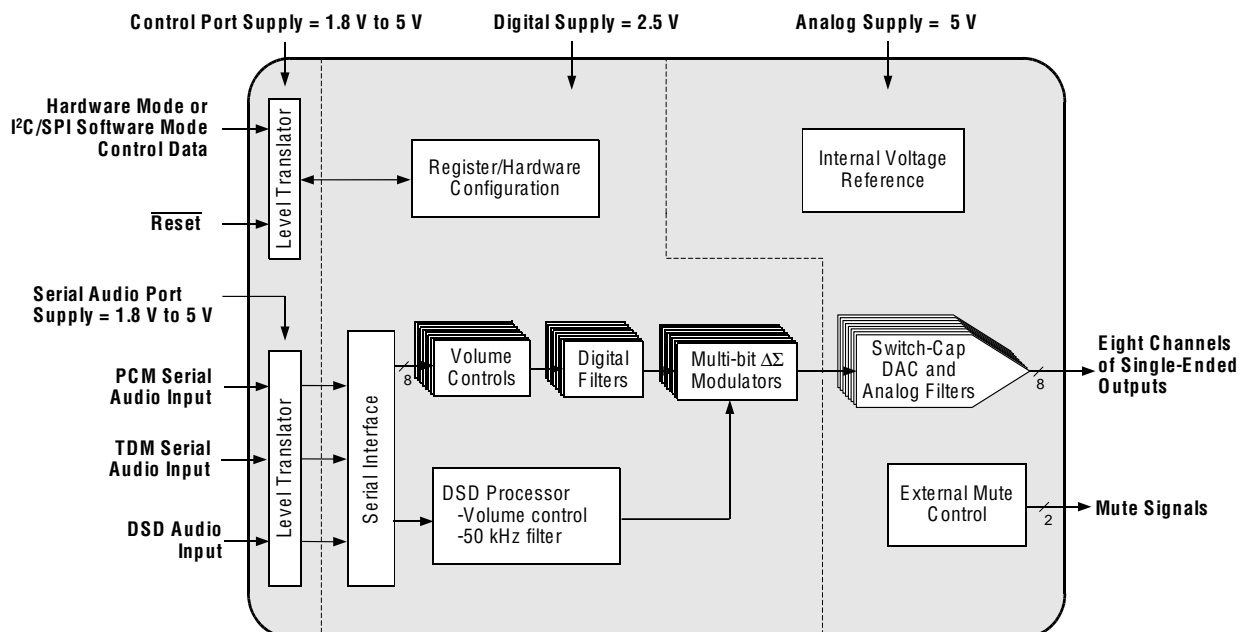 Control Port Supply = 1.8 V to 5 V
Digital Supply = 2.5 V
Analog Supply = 5 V
Hardware Mode or
I²C/SPI Software Mode
Control Data
Reset
Level Translator
Register/Hardware
Configuration
Internal Voltage
Reference
Serial Audio Port
Supply = 1.8 V to 5 V
PCM Serial
Audio Input
TDM Serial
Audio Input
DSD Audio
Input
Level Translator
Serial Interface
8
Volume
Controls
Digital
Filters
Multi-bit ΔΣ
Modulators
Switch-Cap
DAC and
Analog Filters
8
Eight Channels
of Single-Ended
Outputs
DSD Processor
-Volume control
-50 kHz filter
External Mute
Control
2
Mute Signals